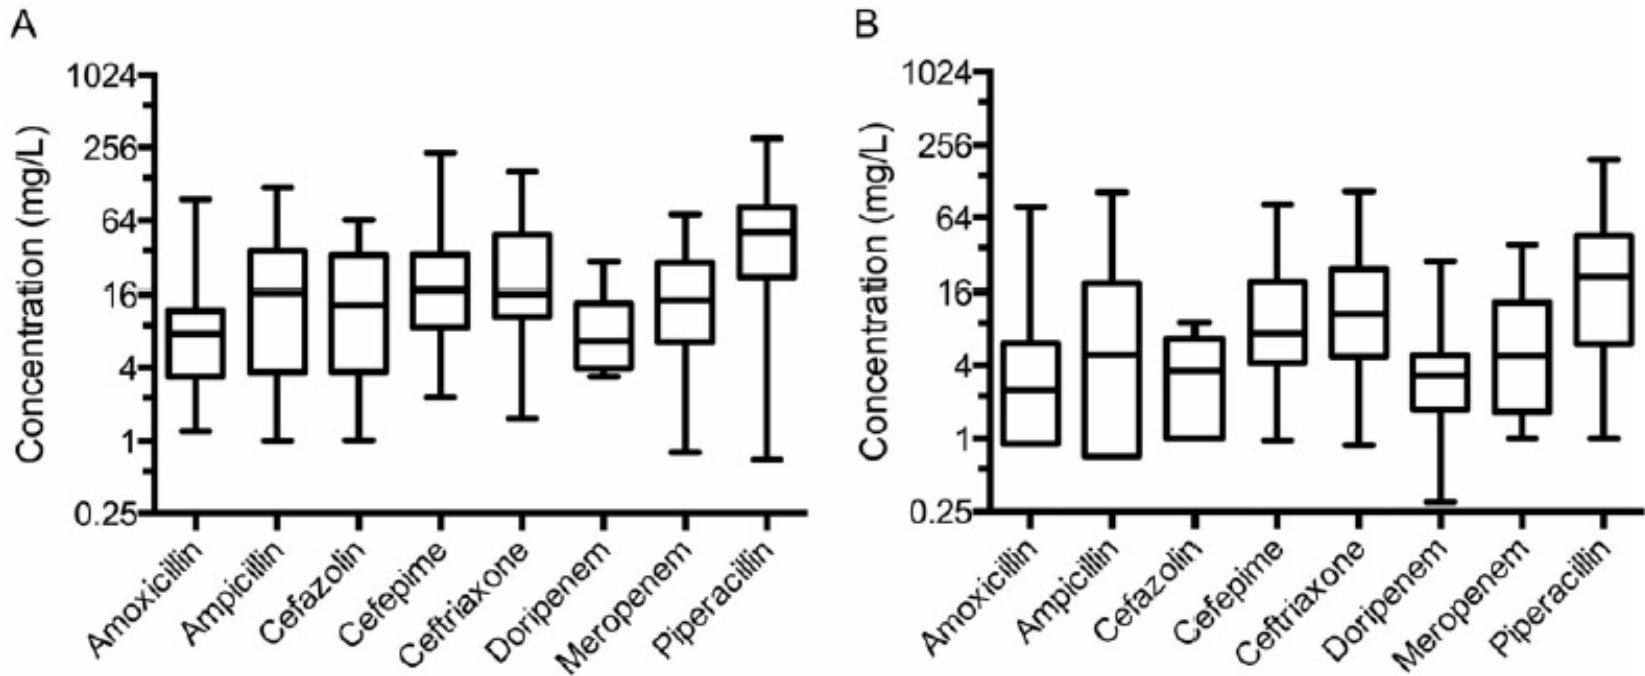 A
Concentration (mg/L)
1024
256
64
16
4
1
0.25
Amoxicillin
Ampicillin
Cefazolin
Cefepime
Ceftriaxone
Doripenem
Meropenem
Piperacillin
B
Concentration (mg/L)
1024
256
64
16
4
1
0.25
Amoxicillin
Ampicillin
Cefazolin
Cefepime
Ceftriaxone
Doripenem
Meropenem
Piperacillin